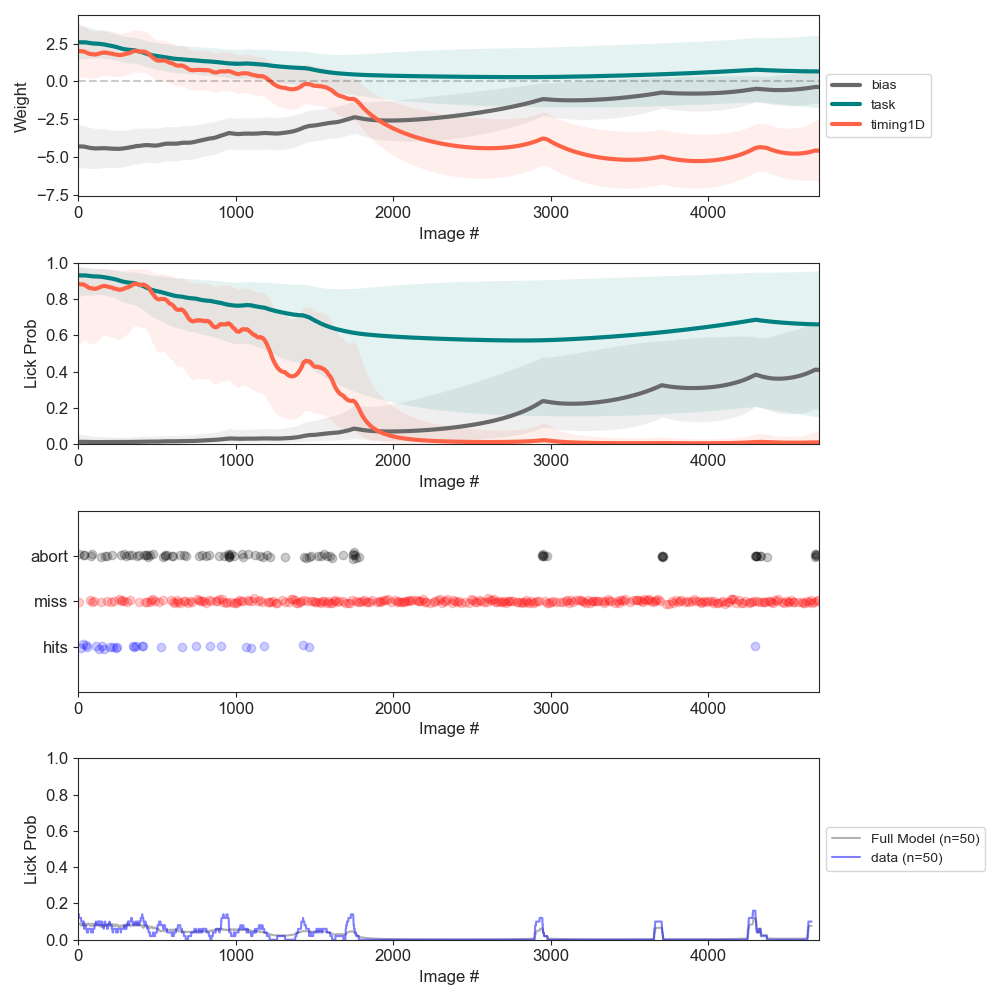 2.5
0.0
−2.5
−5.0
−7.5
Weight
0 1000 2000 3000 4000
Image #
bias
task
timing1D
1.0
0.8
0.6
0.4
0.2
0.0
Lick Prob
0 1000 2000 3000 4000
Image #
abort
miss
hits
0 1000 2000 3000 4000
Image #
1.0
0.8
0.6
0.4
0.2
0.0
Lick Prob
0 1000 2000 3000 4000
Image #
Full Model (n=50)
data (n=50)